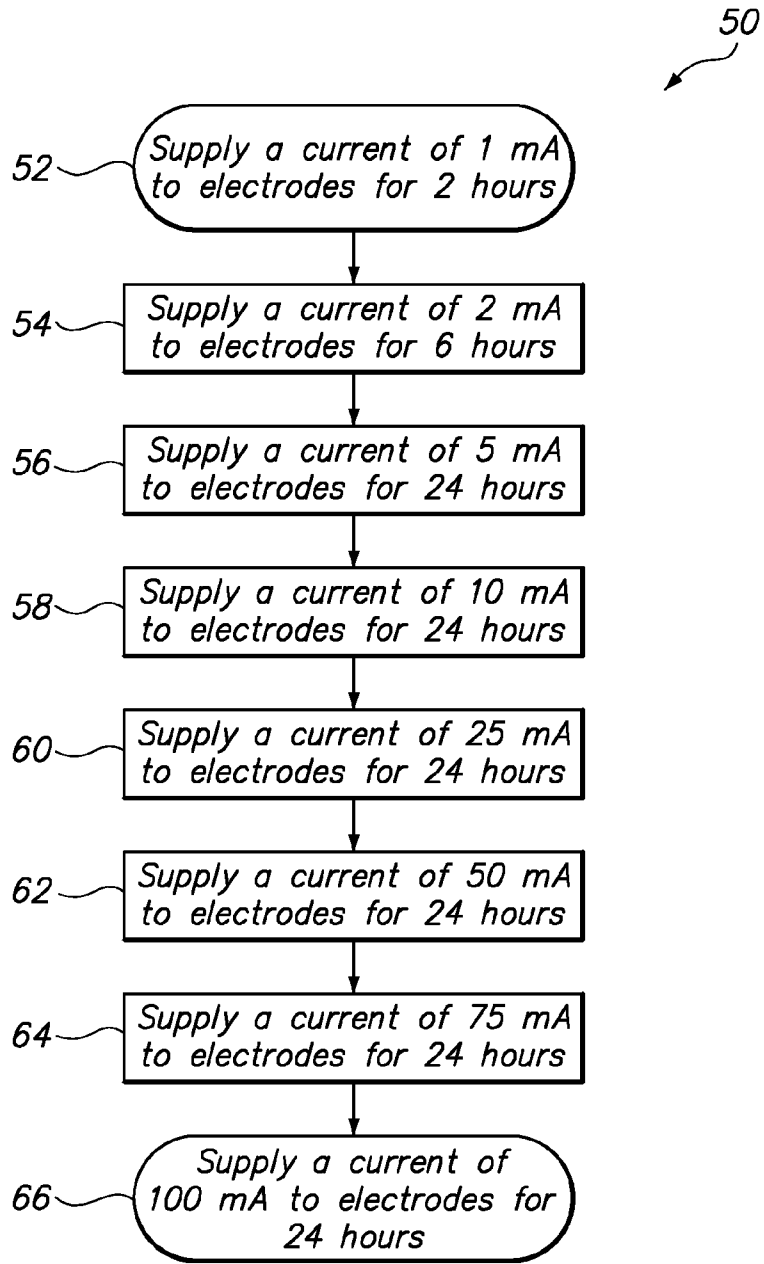 50
52
Supply a current of 1 mA
to electrodes for 2 hours
54
Supply a current of 2 mA
to electrodes for 6 hours
56
Supply a current of 5 mA
to electrodes for 24 hours
58
Supply a current of 10 mA
to electrodes for 24 hours
60
Supply a current of 25 mA
to electrodes for 24 hours
62
Supply a current of 50 mA
to electrodes for 24 hours
64
Supply a current of 75 mA
to electrodes for 24 hours
66
Supply a current of
100 mA to electrodes for
24 hours